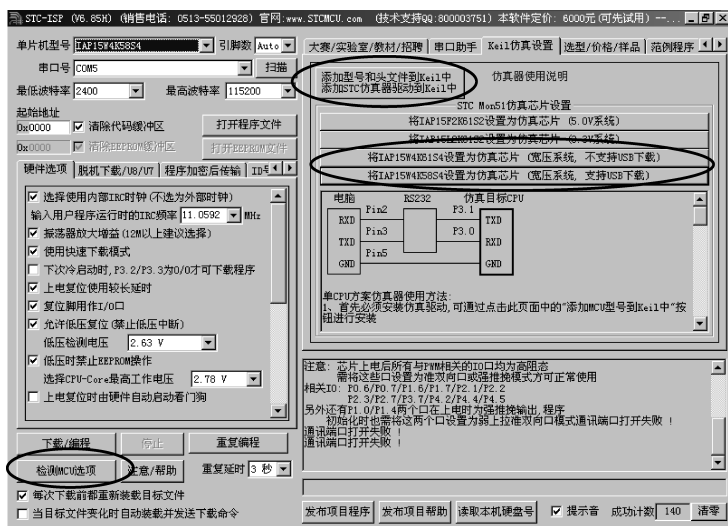 STC-ISP (V6.85H) (销售电话: 0513-55012928) 官网:www.STCMCU.com (技术支持QQ:800003751) 本软件定价: 6000元(可先试用) --...
单片机型号 IAP15W4K58S4 引脚数 Auto
串口号 COM5 扫描
最低波特率 2400 最高波特率 115200
起始地址
0x0000 清除代码缓冲区 打开程序文件
0x0000 清除EEPROM缓冲区 打开EEPROM文件
硬件选项 脱机下载/U8/U7 程序加密后传输
选择使用内部IRC时钟(不选为外部时钟)
输入用户程序运行时的IRC频率 11.0592 MHz
振荡器放大增益(12M以上建议选择)
使用快速下载模式
下次冷启动时,P3.2/P3.3为0/0才可下载程序
上电复位使用较长延时
复位脚用作I/O口
允许低压复位(禁止低压中断)
低压检测电压 2.63 V
低压时禁止EEPROM操作
选择CPU-Core最高工作电压 2.78 V
上电复位时由硬件自动启动看门狗
下载/编程 停止 重复编程
检测MCU选项 注意/帮助 重复延时 3 秒
每次下载前都重新装载目标文件
当目标文件变化时自动装载并发送下载命令
大赛/实验室/教材/招聘 串口助手 Keil仿真设置 选型/价格/样品 范例程序
添加型号和头文件到Keil中
添加STC仿真器驱动到Keil中
仿真器使用说明
STC Mon51仿真芯片设置
将IAP15F2K61S2设置为仿真芯片 (5.0V系统)
将IAP15L2K61S2设置为仿真芯片 (3.3V系统)
将IAP15W4K61S4设置为仿真芯片 (宽压系统, 不支持USB下载)
将IAP15W4K58S4设置为仿真芯片 (宽压系统, 支持USB下载)
电脑 RS232 仿真目标CPU
RXD Pin2 P3.1 TXD
TXD Pin3 P3.0 RXD
GND Pin5 GND
单CPU方案仿真器使用方法:
1、首先必须安装仿真驱动,可通过点击此页面中的"添加MCU型号到Keil中"按
钮进行安装
注意: 芯片上电后所有与PWM相关的IO口均为高阻态
需将这些口设置为准双向口或强推挽模式方可正常使用
相关IO: P0.6/P0.7/P1.6/P1.7/P2.1/P2.2
P2.3/P2.7/P3.7/P4.2/P4.4/P4.5
另外还有P1.0/P1.4两个口在上电时为强推挽输出,程序
初始化时也需将这两个口设置为弱上拉准双向口模式通讯端口打开失败 !
通讯端口打开失败 !
通讯端口打开失败 !
发布项目程序 发布项目帮助 读取本机硬盘号 提示音 成功计数 140 清零